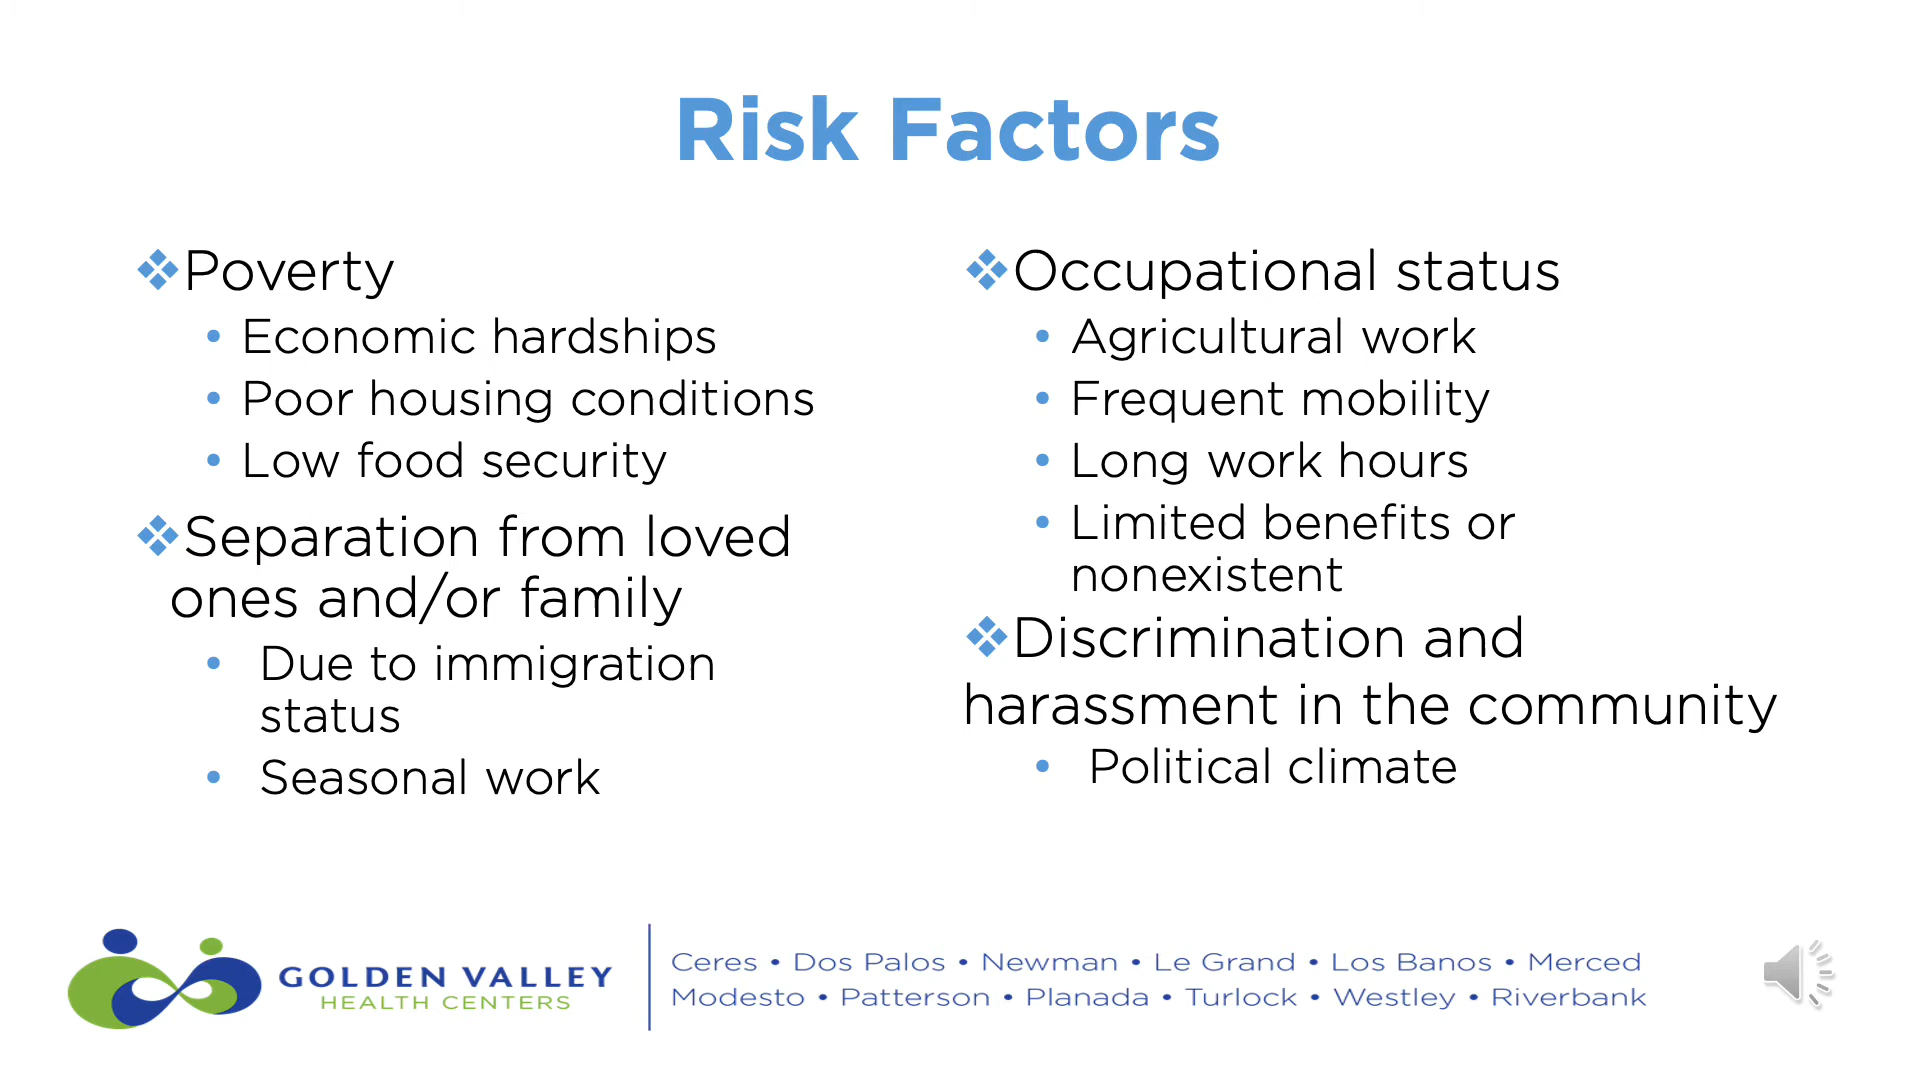 Risk Factors
❖Poverty
• Economic hardships
• Poor housing conditions
• Low food security
❖Separation from loved
ones and/or family
• Due to immigration
status
• Seasonal work
❖Occupational status
• Agricultural work
• Frequent mobility
• Long work hours
• Limited benefits or
nonexistent
❖Discrimination and
harassment in the community
• Political climate
GOLDEN VALLEY
HEALTH CENTERS
Ceres • Dos Palos • Newman • Le Grand • Los Banos • Merced
Modesto • Patterson • Planada • Turlock • Westley • Riverbank